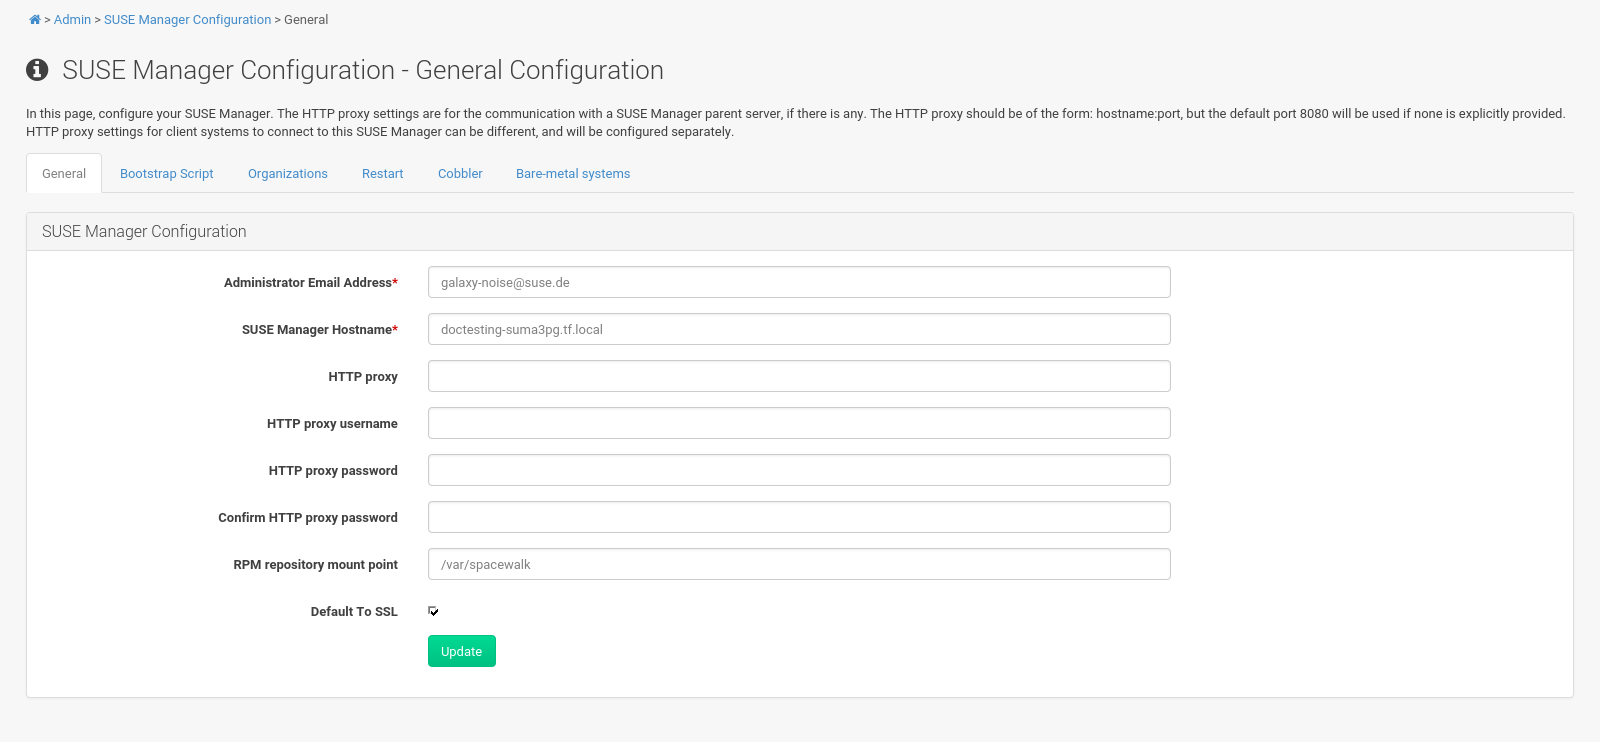 > Admin > SUSE Manager Configuration > General
SUSE Manager Configuration - General Configuration
In this page, configure your SUSE Manager. The HTTP proxy settings are for the communication with a SUSE Manager parent server, if there is any. The HTTP proxy should be of the form: hostname:port, but the default port 8080 will be used if none is explicitly provided.
HTTP proxy settings for client systems to connect to this SUSE Manager can be different, and will be configured separately.
General Bootstrap Script Organizations Restart Cobbler Bare-metal systems
SUSE Manager Configuration
Administrator Email Address* galaxy-noise@suse.de
SUSE Manager Hostname* doctesting-suma3pg.tf.local
HTTP proxy
HTTP proxy username
HTTP proxy password
Confirm HTTP proxy password
RPM repository mount point /var/spacewalk
Default To SSL
Update